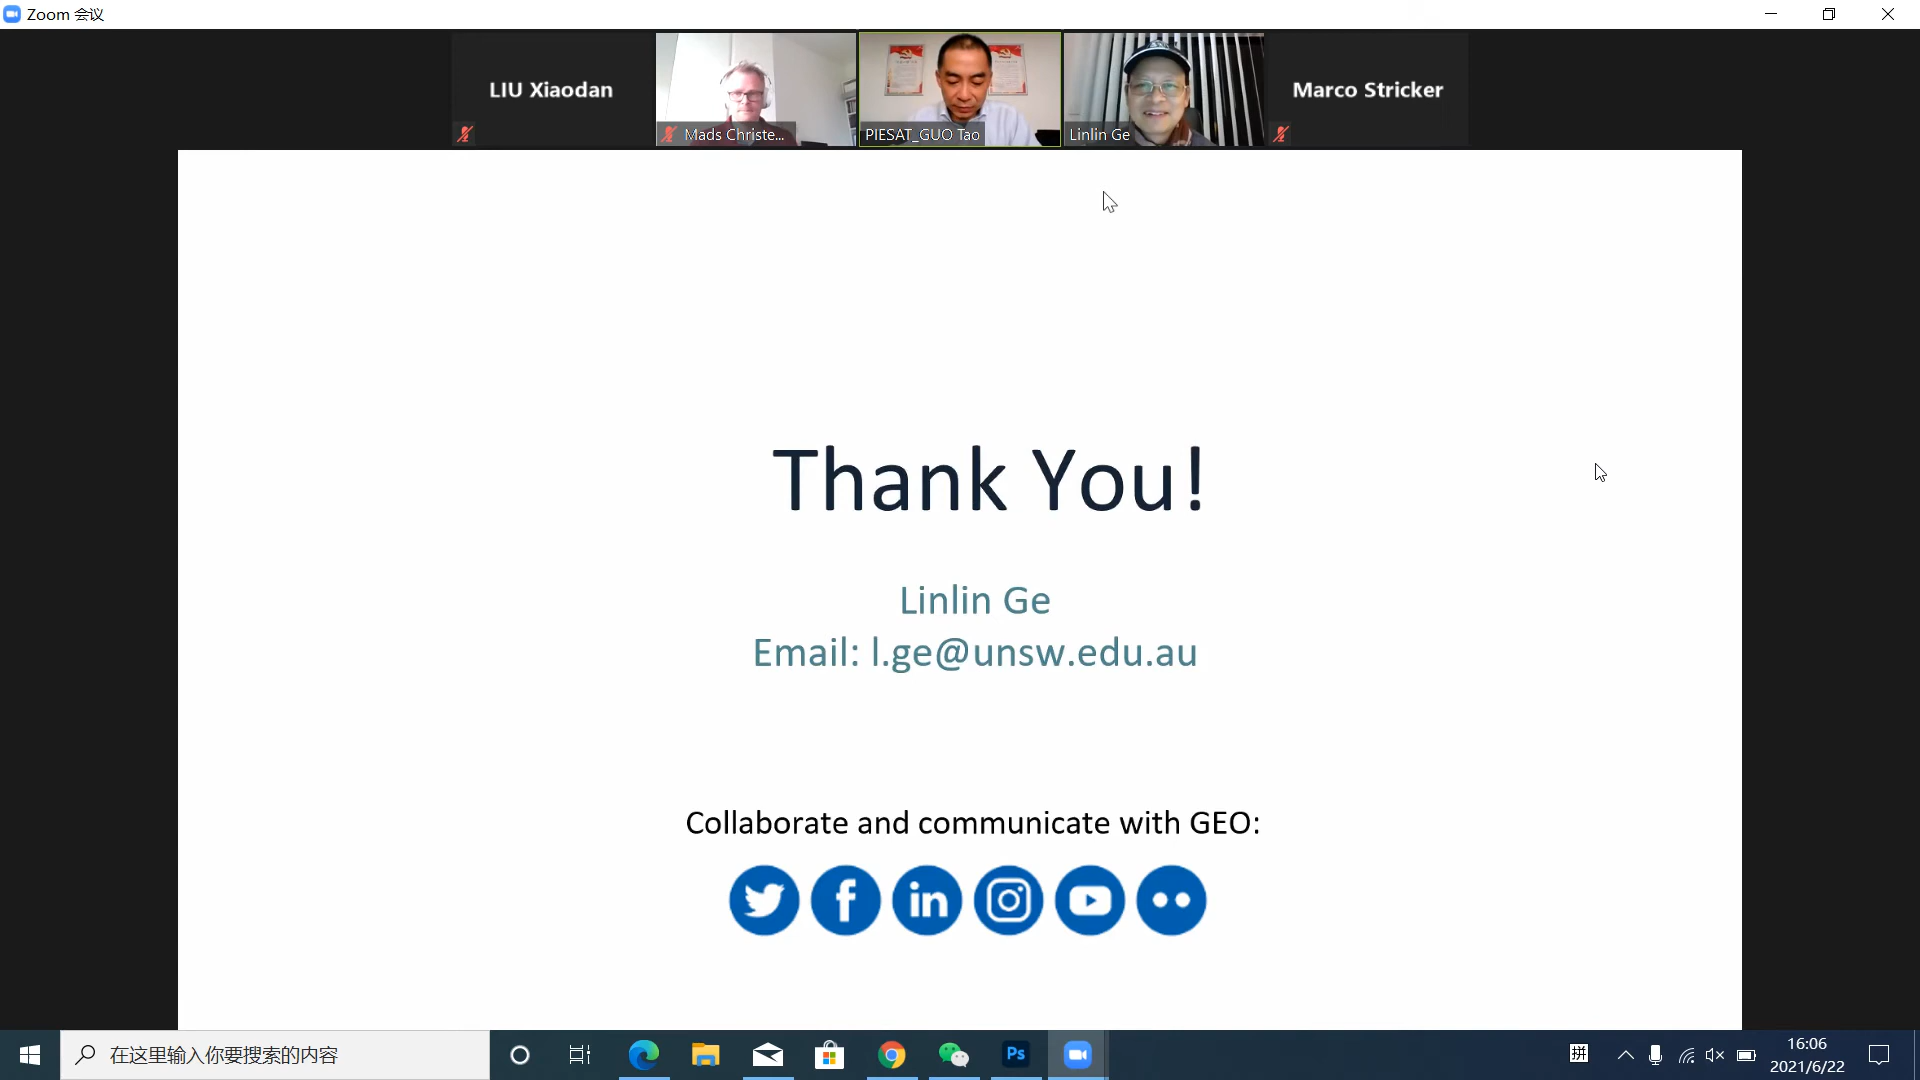 Zoom 会议
LIU Xiaodan
Mads Christe...
PIESAT_GUO Tao
Linlin Ge
Marco Stricker
Thank You!
Linlin Ge
Email: l.ge@unsw.edu.au
Collaborate and communicate with GEO:
f
in
在这里输入你要搜索的内容
Ps
拼
16:06
2021/6/22